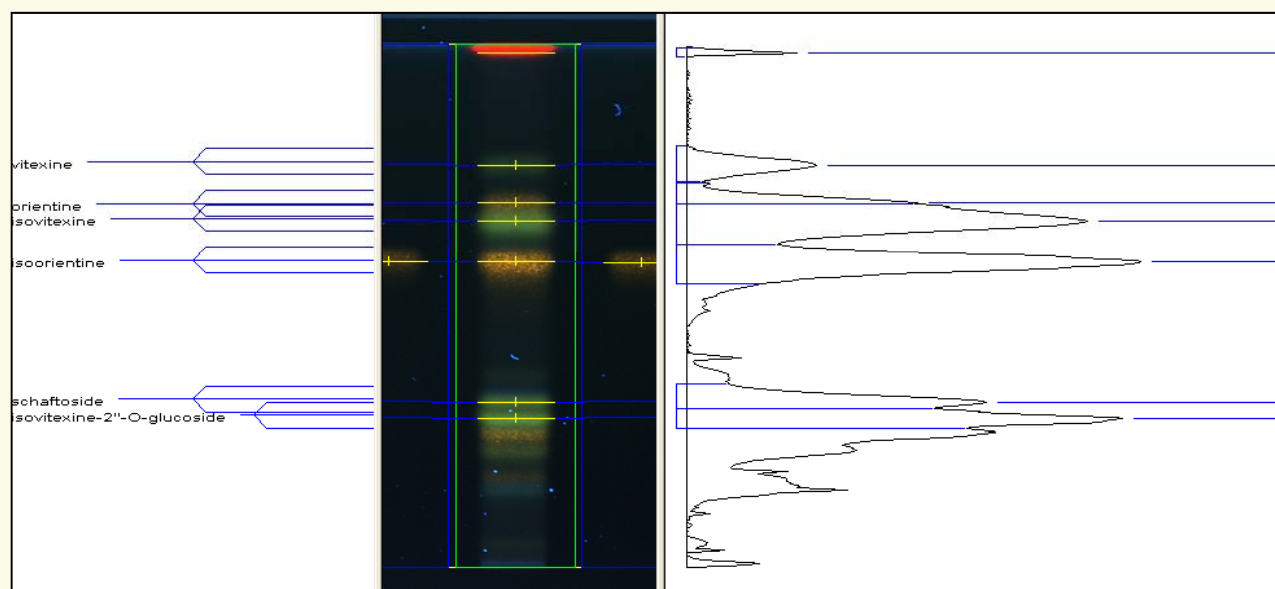 vitexine
orientine
isovitexine
isoorientine
schaftoside
isovitexine-2"-O-glucoside